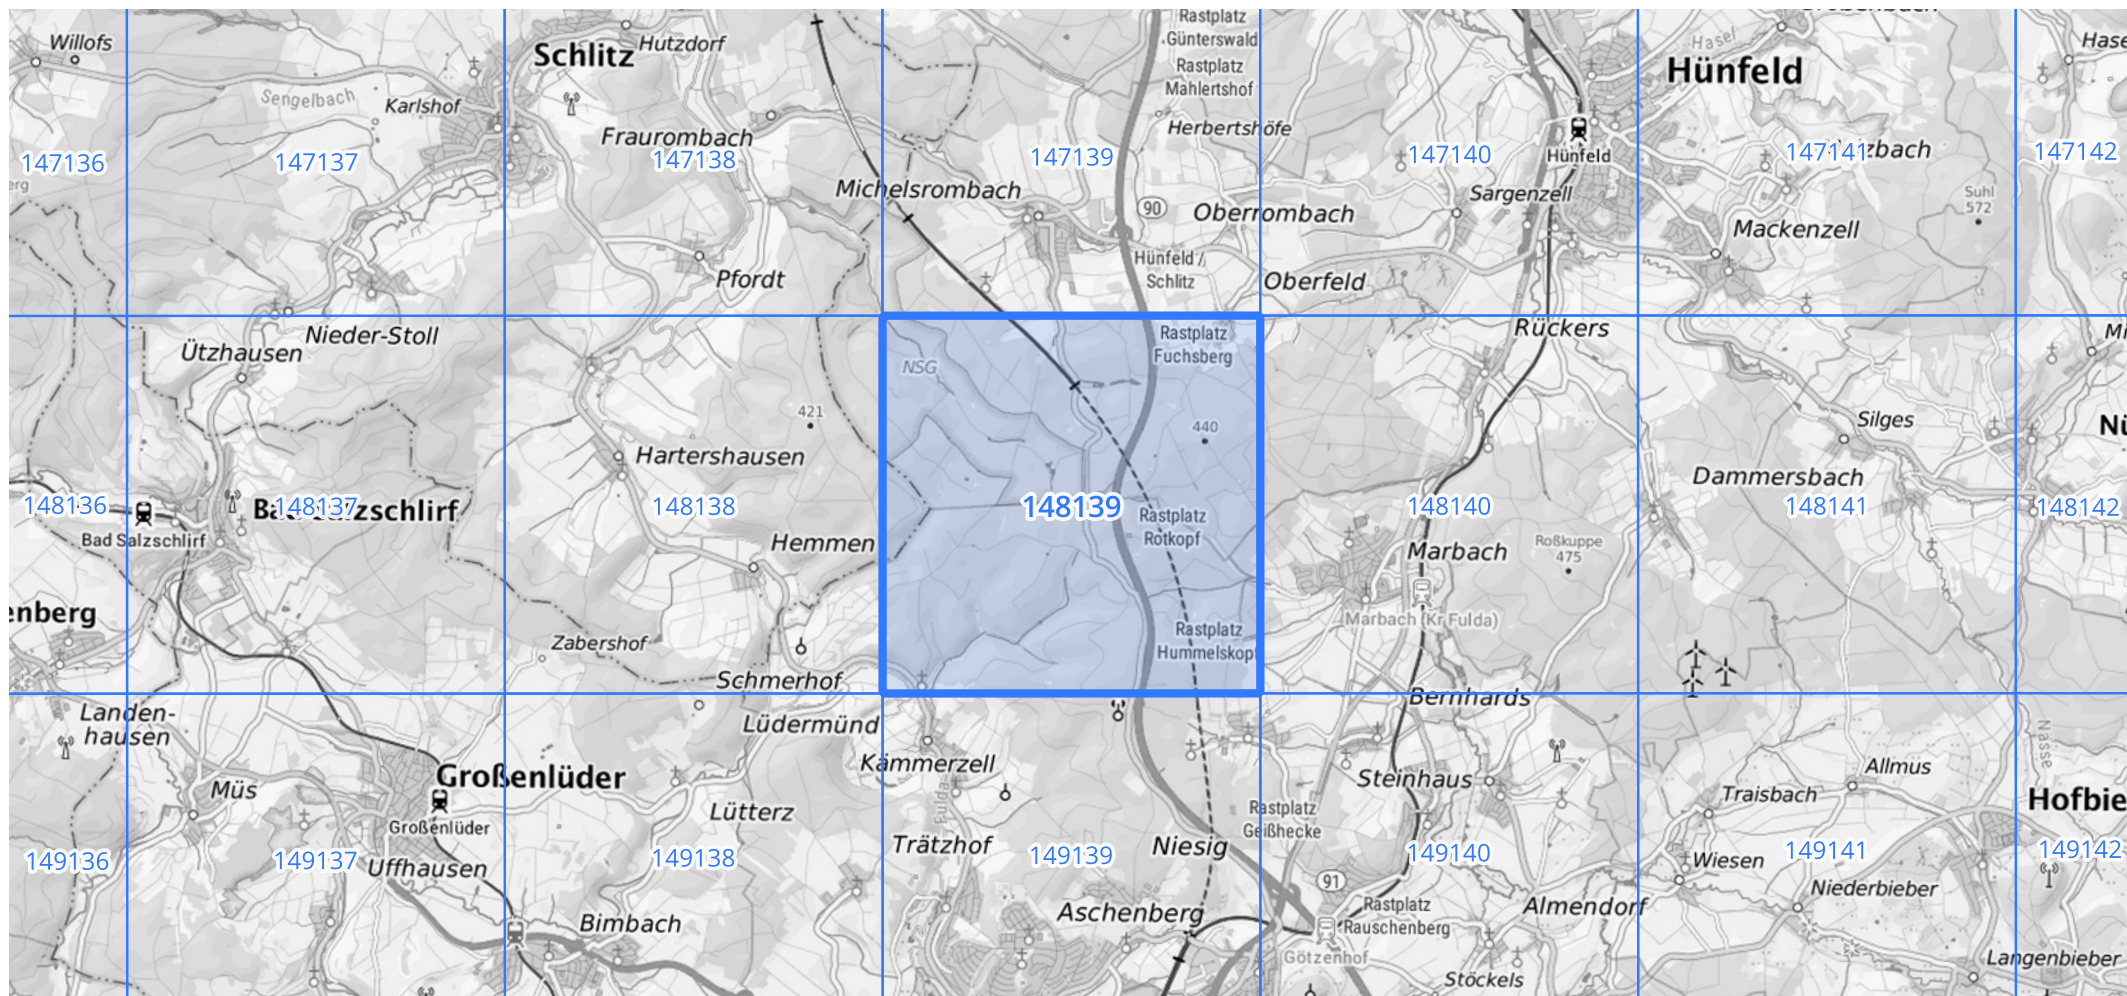 Willofs
Schlitz
Hutzdorf
Rastplatz
Günterswald
Rastplatz
Mahlertshof
Hasel
Hünfeld
Sengelbach
Karlshof
Fraurombach
Herbertshöfe
Hünfeld
147136
147137
147138
147139
147140
147141
147142
Michelsrombach
90
Oberrombach
Sargenzell
Suhl
572
Mackenzell
Pfordt
Hünfeld /
Schlitz
Oberfeld
Nieder-Stoll
Ützhausen
Rastplatz
Fuchsberg
Rückers
NSG
421
440
Silges
Hartershausen
Dammersbach
148136
148137
148138
148139
148140
148141
148142
Bad Salzschlirf
Bad Salzschlirf
Hemmen
Rastplatz
Rotkopf
Marbach
Roßkuppe
475
enberg
Marbach (Kr Fulda)
Zabershof
Rastplatz
Hummelskopf
Schmerhof
Bernhards
Landen-
hausen
Lüdermünd
Nässe
Kämmerzell
Großenlüder
Müs
Steinhaus
Allmus
Traisbach
Hofbie
Fulda
Lütterz
Rastplatz
Geißhecke
Großenlüder
Trätzhof
Niesig
149136
149137
149138
149139
149140
149141
149142
Uffhausen
Wiesen
91
Niederbieber
Bimbach
Aschenberg
Rastplatz
Rauschenberg
Almendorf
Götzenhof
Langenbieber
Stöckels